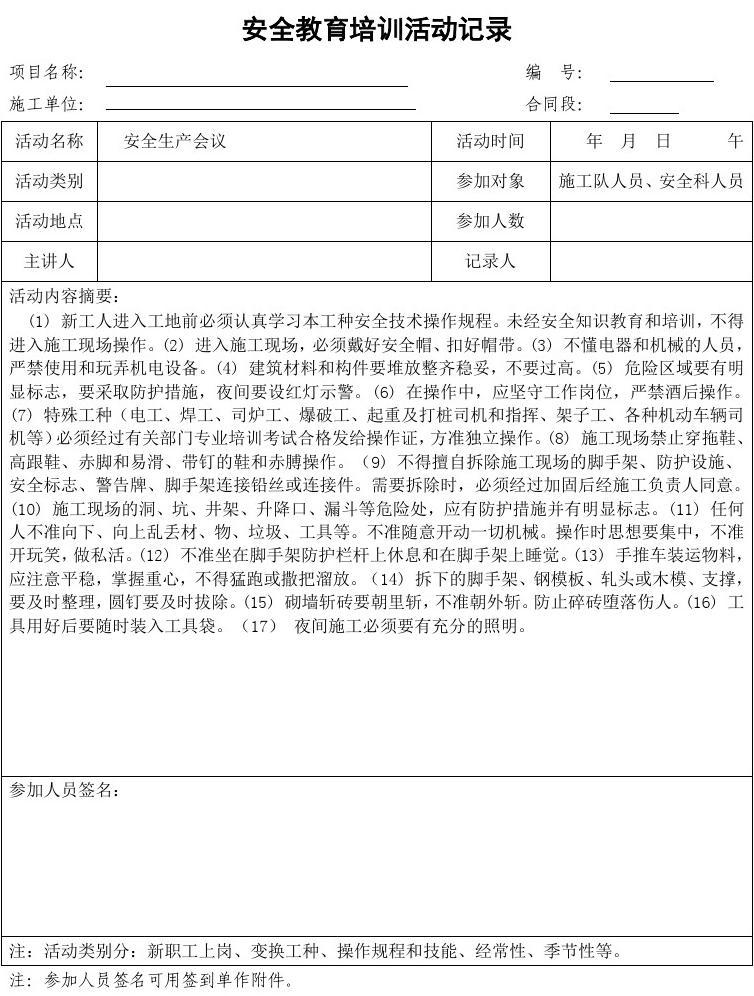 安全教育培训活动记录
项目名称: 编 号:
施工单位: 合同段:
活动名称 安全生产会议 活动时间 年 月 日 午
活动类别 参加对象 施工队人员、安全科人员
活动地点 参加人数
主讲人 记录人
活动内容摘要:
(1) 新工人进入工地前必须认真学习本工种安全技术操作规程。未经安全知识教育和培训,不得
进入施工现场操作。(2) 进入施工现场,必须戴好安全帽、扣好帽带。(3) 不懂电器和机械的人员,
严禁使用和玩弄机电设备。(4) 建筑材料和构件要堆放整齐稳妥,不要过高。(5) 危险区域要有明
显标志,要采取防护措施,夜间要设红灯示警。(6) 在操作中,应坚守工作岗位,严禁酒后操作。
(7) 特殊工种(电工、焊工、司炉工、爆破工、起重及打桩司机和指挥、架子工、各种机动车辆司
机等)必须经过有关部门专业培训考试合格发给操作证,方准独立操作。(8) 施工现场禁止穿拖鞋、
高跟鞋、赤脚和易滑、带钉的鞋和赤膊操作。(9) 不得擅自拆除施工现场的脚手架、防护设施、
安全标志、警告牌、脚手架连接铅丝或连接件。需要拆除时,必须经过加固后经施工负责人同意。
(10) 施工现场的洞、坑、井架、升降口、漏斗等危险处,应有防护措施并有明显标志。(11) 任何
人不准向下、向上乱丢材、物、垃圾、工具等。不准随意开动一切机械。操作时思想要集中,不准
开玩笑,做私活。(12) 不准坐在脚手架防护栏杆上休息和在脚手架上睡觉。(13) 手推车装运物料,
应注意平稳,掌握重心,不得猛跑或撒把溜放。(14) 拆下的脚手架、钢模板、轧头或木模、支撑,
要及时整理,圆钉要及时拔除。(15) 砌墙斩砖要朝里斩,不准朝外斩。防止碎砖堕落伤人。(16) 工
具用好后要随时装入工具袋。(17) 夜间施工必须要有充分的照明。
参加人员签名:
注: 活动类别分: 新职工上岗、变换工种、操作规程和技能、经常性、季节性等。
注: 参加人员签名可用签到单作附件。